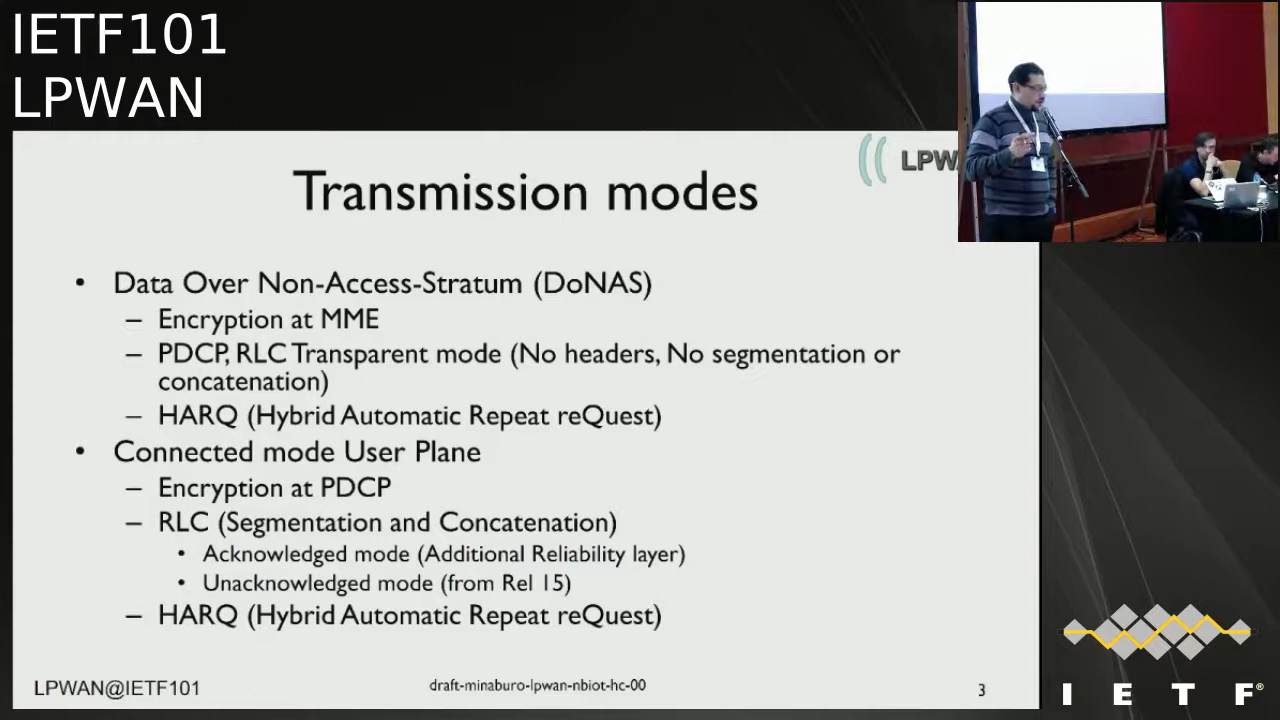 IETF101
LPWAN
LPW
Transmission modes
• Data Over Non-Access-Stratum (DoNAS)
– Encryption at MME
– PDCP, RLC Transparent mode (No headers, No segmentation or
concatenation)
– HARQ (Hybrid Automatic Repeat reQuest)
• Connected mode User Plane
– Encryption at PDCP
– RLC (Segmentation and Concatenation)
• Acknowledged mode (Additional Reliability layer)
• Unacknowledged mode (from Rel 15)
– HARQ (Hybrid Automatic Repeat reQuest)
LPWAN@IETF101
draft-minaburo-lpwan-nbiot-hc-00
3
I E T F®